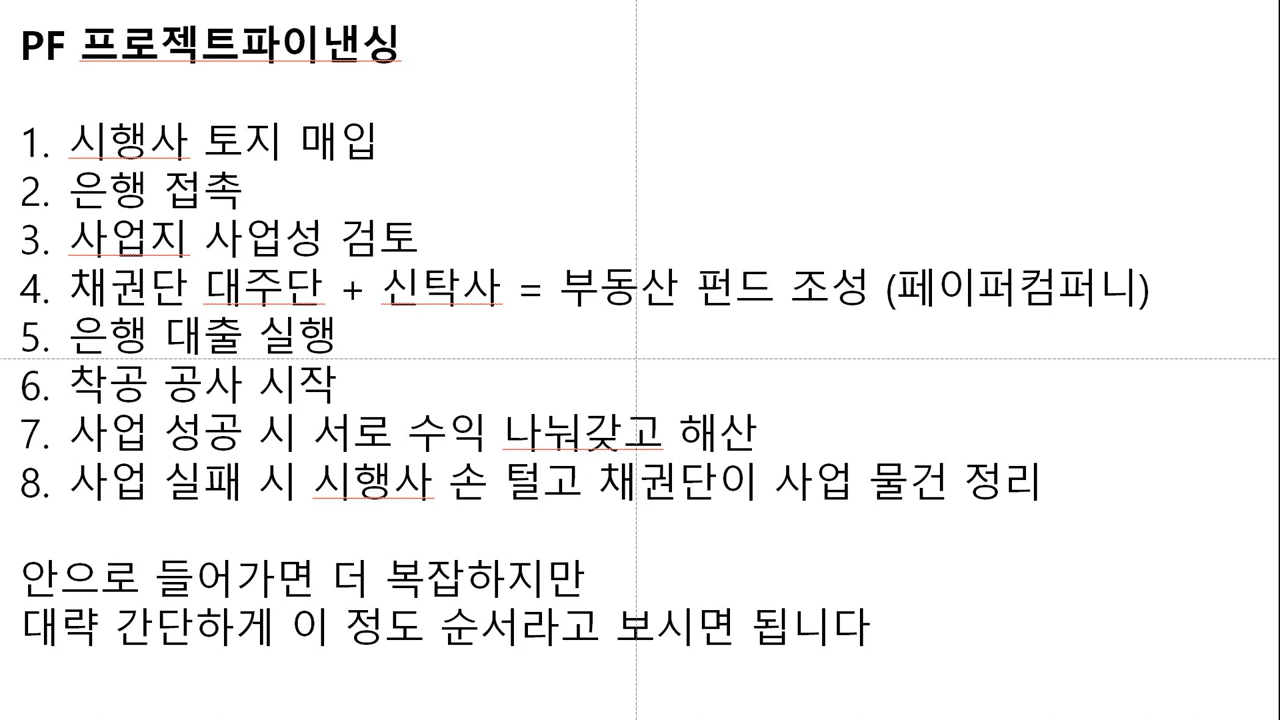 PF 프로젝트파이낸싱
1. 시행사 토지 매입
2. 은행 접촉
3. 사업지 사업성 검토
4. 채권단 대주단 + 신탁사 = 부동산 펀드 조성 (페이퍼컴퍼니)
5. 은행 대출 실행
6. 착공 공사 시작
7. 사업 성공 시 서로 수익 나눠갖고 해산
8. 사업 실패 시 시행사 손 털고 채권단이 사업 물건 정리
안으로 들어가면 더 복잡하지만
대략 간단하게 이 정도 순서라고 보시면 됩니다